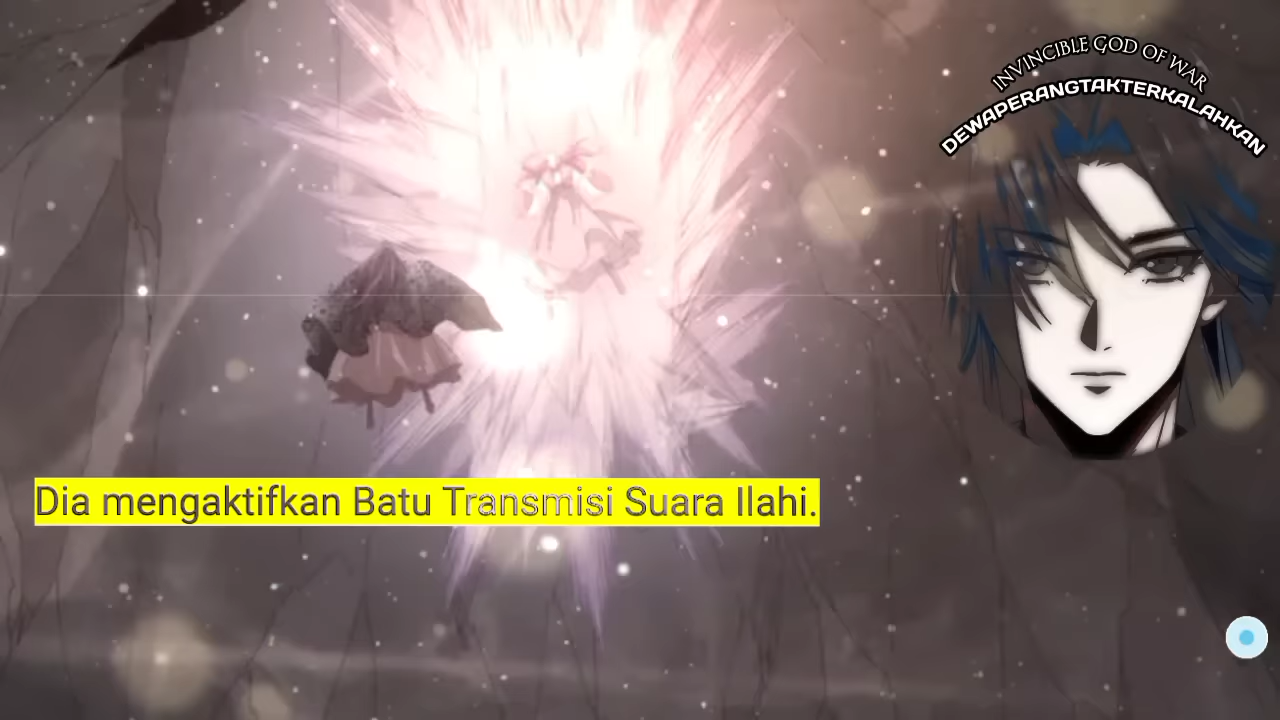 INVINCIBLE GOD OF WAR
DEWAPERANGTAKTERKALAHKAN
Dia mengaktifkan Batu Transmisi Suara Ilahi.